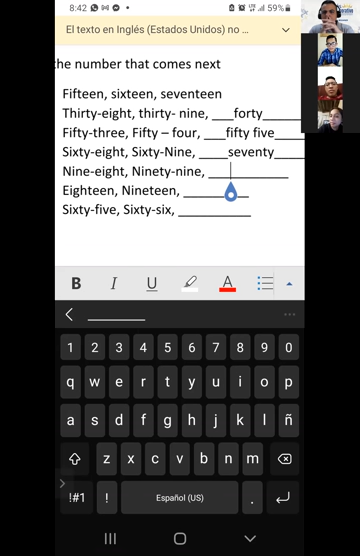 8:42 59%
El texto en Inglés (Estados Unidos) no ...
the number that comes next
Fifteen, sixteen, seventeen
Thirty-eight, thirty- nine, ___forty______
Fifty-three, Fifty – four, ___fifty five____
Sixty-eight, Sixty-Nine, ____seventy____
Nine-eight, Ninety-nine, ___________
Eighteen, Nineteen, _________
Sixty-five, Sixty-six, __________
B I U A
__________
1 2 3 4 5 6 7 8 9 0
q w e r t y u i o p
a s d f g h j k l ñ
z x c v b n m
!#1 ! Español (US) .